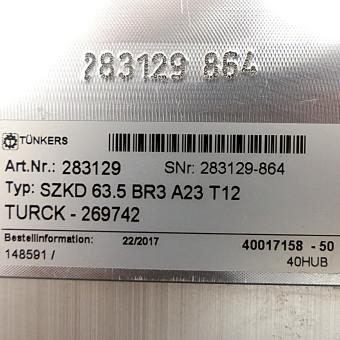 283129 864
TÜNKERS
Art.Nr.: 283129 SNr: 283129-864
Typ: SZKD 63.5 BR3 A23 T12
TURCK - 269742
Bestellinformation 22/2017 40017158 - 50
148591 / 40HUB